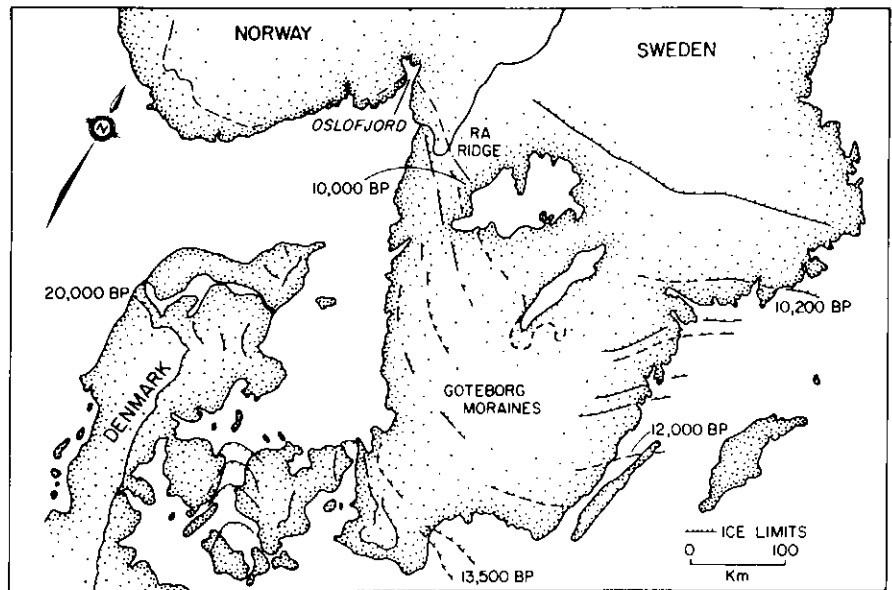 NORWAY
SWEDEN
N
OSLOFJORD
RA
RIDGE
10,000 BP
20,000 BP
10,200 BP
DENMARK
GOTEBORG
MORAINES
12,000 BP
ICE LIMITS
0 100
Km
13,500 BP